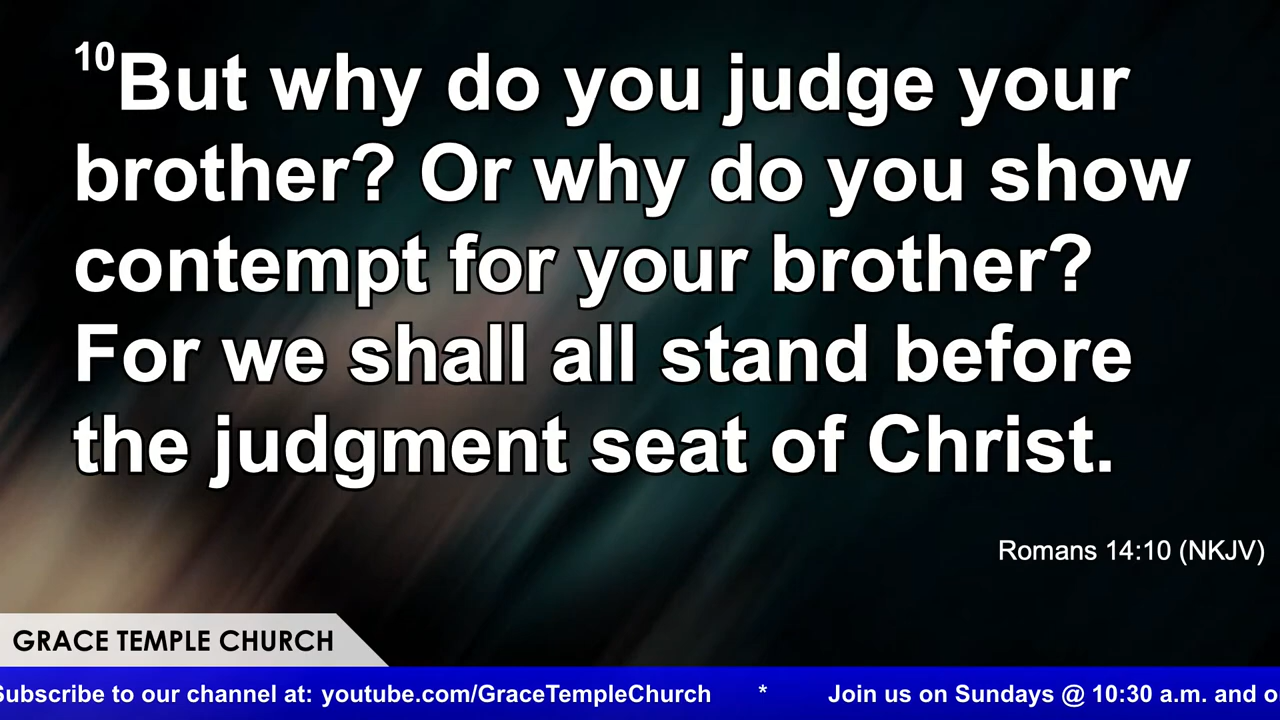 10But why do you judge your
brother? Or why do you show
contempt for your brother?
For we shall all stand before
the judgment seat of Christ.
Romans 14:10 (NKJV)
GRACE TEMPLE CHURCH
Subscribe to our channel at: youtube.com/GraceTempleChurch * Join us on Sundays @ 10:30 a.m. and